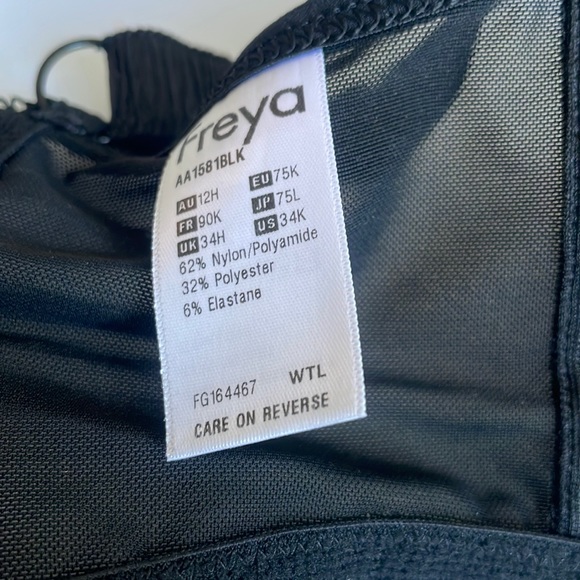 Freya
AA1581BLK
AU 12H EU 75K
FR 90K JP 75L
UK 34H US 34K
62% Nylon/Polyamide
32% Polyester
6% Elastane
FG164467 WTL
CARE ON REVERSE